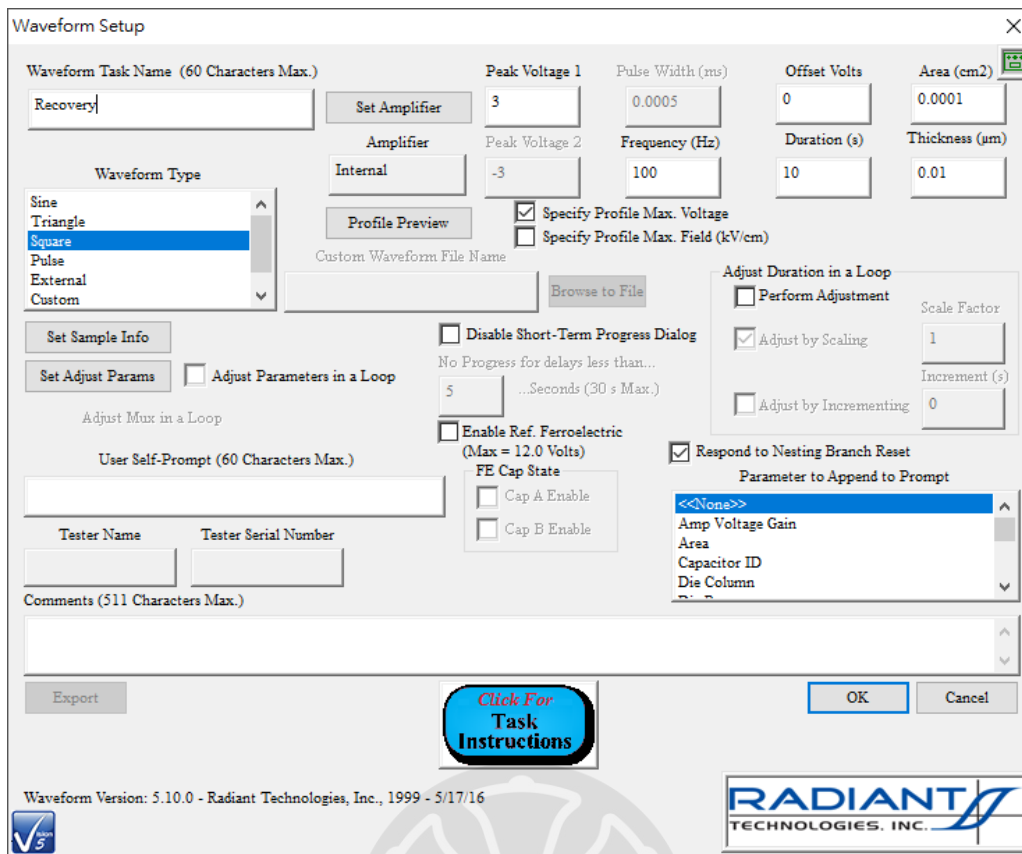 Waveform Setup
Waveform Task Name (60 Characters Max.)
Peak Voltage 1
Pulse Width (ms)
Offset Volts
Area (cm2)
Recovery
Set Amplifier
3
0.0005
0
0.0001
Amplifier
Peak Voltage 2
Frequency (Hz)
Duration (s)
Thickness (µm)
Internal
-3
100
10
0.01
Waveform Type
Sine
Triangle
Square
Pulse
External
Custom
Profile Preview
Specify Profile Max. Voltage
Specify Profile Max. Field (kV/cm)
Custom Waveform File Name
Browse to File
Adjust Duration in a Loop
Perform Adjustment
Scale Factor
Adjust by Scaling
1
Increment (s)
Adjust by Incrementing
0
Set Sample Info
Disable Short-Term Progress Dialog
No Progress for delays less than...
Set Adjust Params
Adjust Parameters in a Loop
5
...Seconds (30 s Max.)
Adjust Mux in a Loop
Enable Ref. Ferroelectric
(Max = 12.0 Volts)
Respond to Nesting Branch Reset
User Self-Prompt (60 Characters Max.)
FE Cap State
Cap A Enable
Cap B Enable
Parameter to Append to Prompt
<<None>>
Amp Voltage Gain
Area
Capacitor ID
Die Column
Tester Name
Tester Serial Number
Comments (511 Characters Max.)
Export
Click For
Task
Instructions
OK
Cancel
Waveform Version: 5.10.0 - Radiant Technologies, Inc., 1999 - 5/17/16
RADIANT
TECHNOLOGIES, INC.
Vision
5